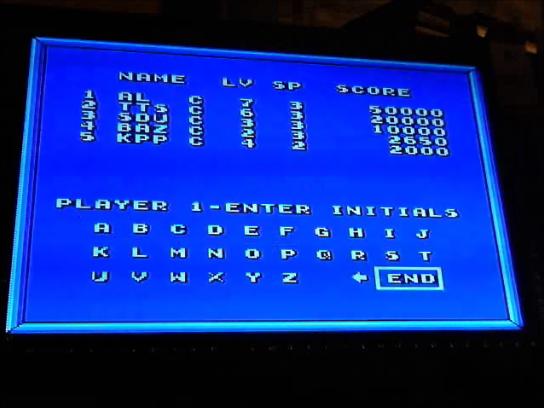 NAME LV SP SCORE
1 AL C 7 3 50000
2 TTS C 6 3 20000
3 SDU C 3 3 10000
4 BAZ C 2 3 2650
5 KPP C 4 2 2000
PLAYER 1-ENTER INITIALS
A B C D E F G H I J
K L M N O P Q R S T
U V W X Y Z ← END